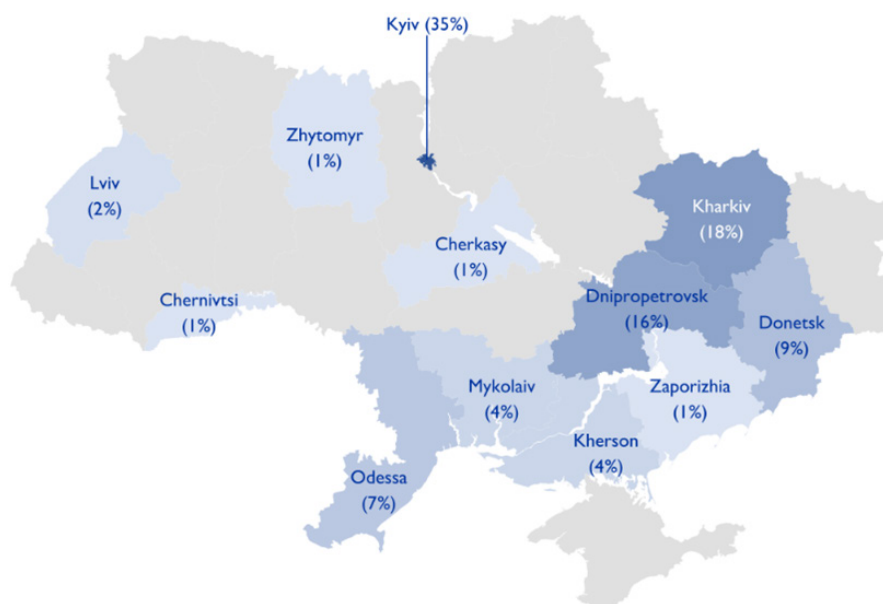 Kyiv (35%)
Zhytomyr
(1%)
Lviv
(2%)
Kharkiv
(18%)
Cherkasy
(1%)
Chernivtsi
(1%)
Dnipropetrovsk
(16%)
Donetsk
(9%)
Mykolaiv
(4%)
Zaporizhia
(1%)
Kherson
(4%)
Odessa
(7%)